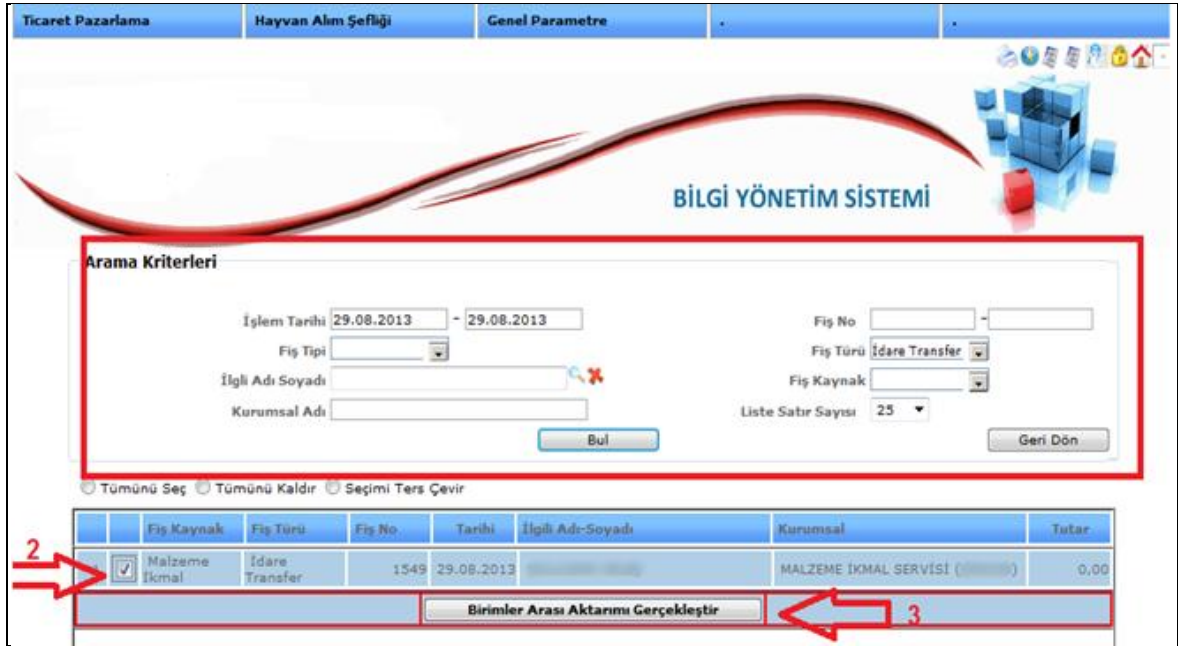 Ticaret Pazarlama Hayvan Alım Şefliği Genel Parametre . .
BİLGİ YÖNETİM SİSTEMİ
Arama Kriterleri
İşlem Tarihi 29.08.2013 - 29.08.2013 Fiş No -
Fiş Tipi Fiş Türü İdare Transfer
İlgli Adı Soyadı Fiş Kaynak
Kurumsal Adı Liste Satır Sayısı 25
Bul Geri Dön
Tümünü Seç Tümünü Kaldır Seçimi Ters Çevir
Fiş Kaynak Fiş Türü Fiş No Tarihi İlgili Adı-Soyadı Kurumsal Tutar
2 Malzeme İkmal İdare Transfer 1549 29.08.2013 MALZEME İKMAL SERVİSİ ( ) 0,00
Birimler Arası Aktarımı Gerçekleştir 3